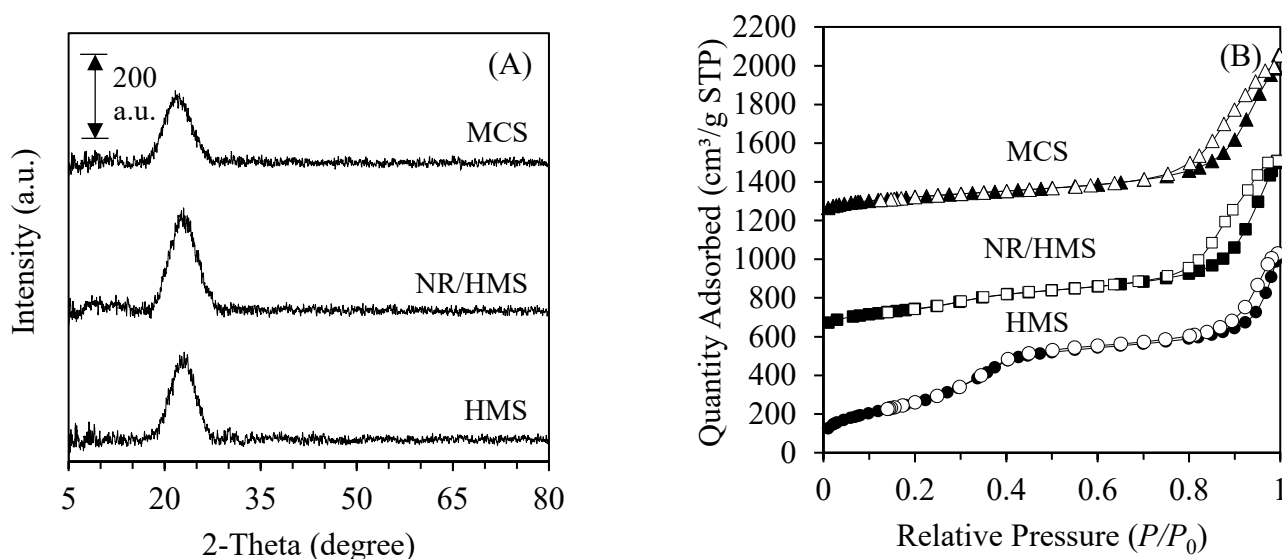 (A)
200
a.u.
MCS
NR/HMS
HMS
Intensity (a.u.)
5 20 35 50 65 80
2-Theta (degree)
(B)
2200
2000
1800
1600
1400
1200
1000
800
600
400
200
0
MCS
NR/HMS
HMS
Quantity Adsorbed (cm³/g STP)
0 0.2 0.4 0.6 0.8 1
Relative Pressure (P/P₀)